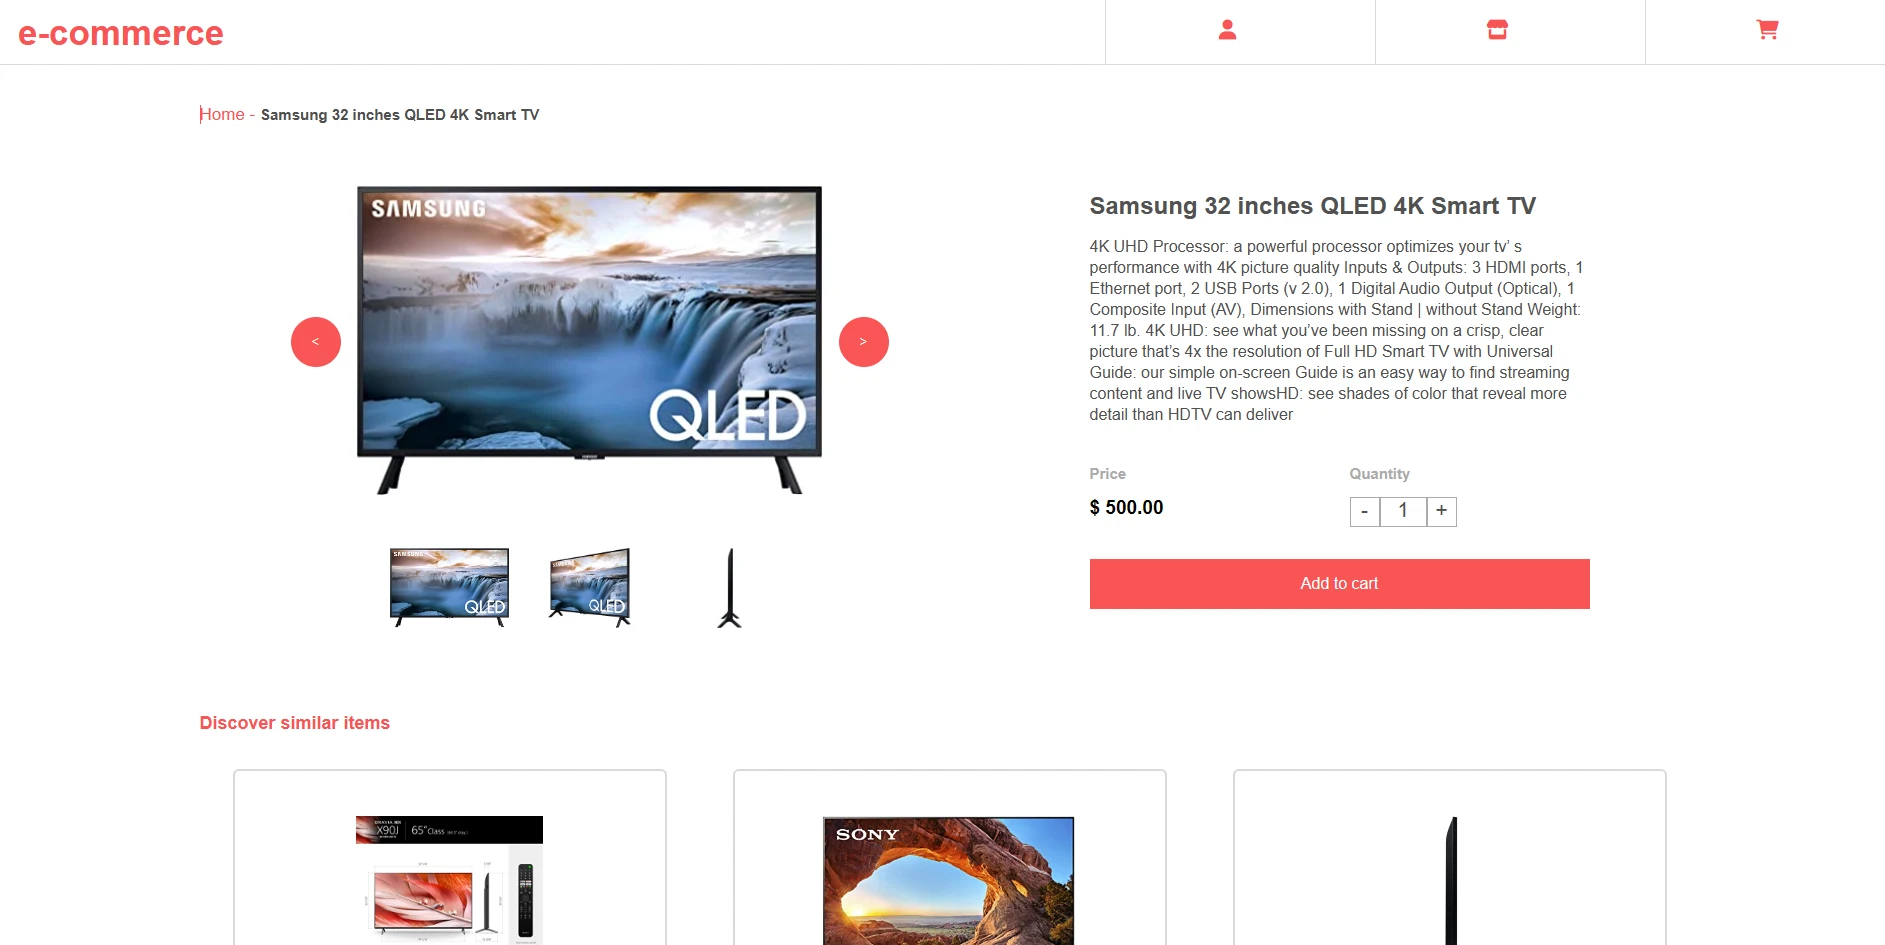 e-commerce
Home - Samsung 32 inches QLED 4K Smart TV
SAMSUNG
QLED
<
>
SAMSUNG
QLED
QLED
Samsung 32 inches QLED 4K Smart TV
4K UHD Processor: a powerful processor optimizes your tv’ s
performance with 4K picture quality Inputs & Outputs: 3 HDMI ports, 1
Ethernet port, 2 USB Ports (v 2.0), 1 Digital Audio Output (Optical), 1
Composite Input (AV), Dimensions with Stand | without Stand Weight:
11.7 lb. 4K UHD: see what you’ve been missing on a crisp, clear
picture that’s 4x the resolution of Full HD Smart TV with Universal
Guide: our simple on-screen Guide is an easy way to find streaming
content and live TV showsHD: see shades of color that reveal more
detail than HDTV can deliver
Price
Quantity
$ 500.00
- 1 +
Add to cart
Discover similar items
X90J 65" Class
SONY